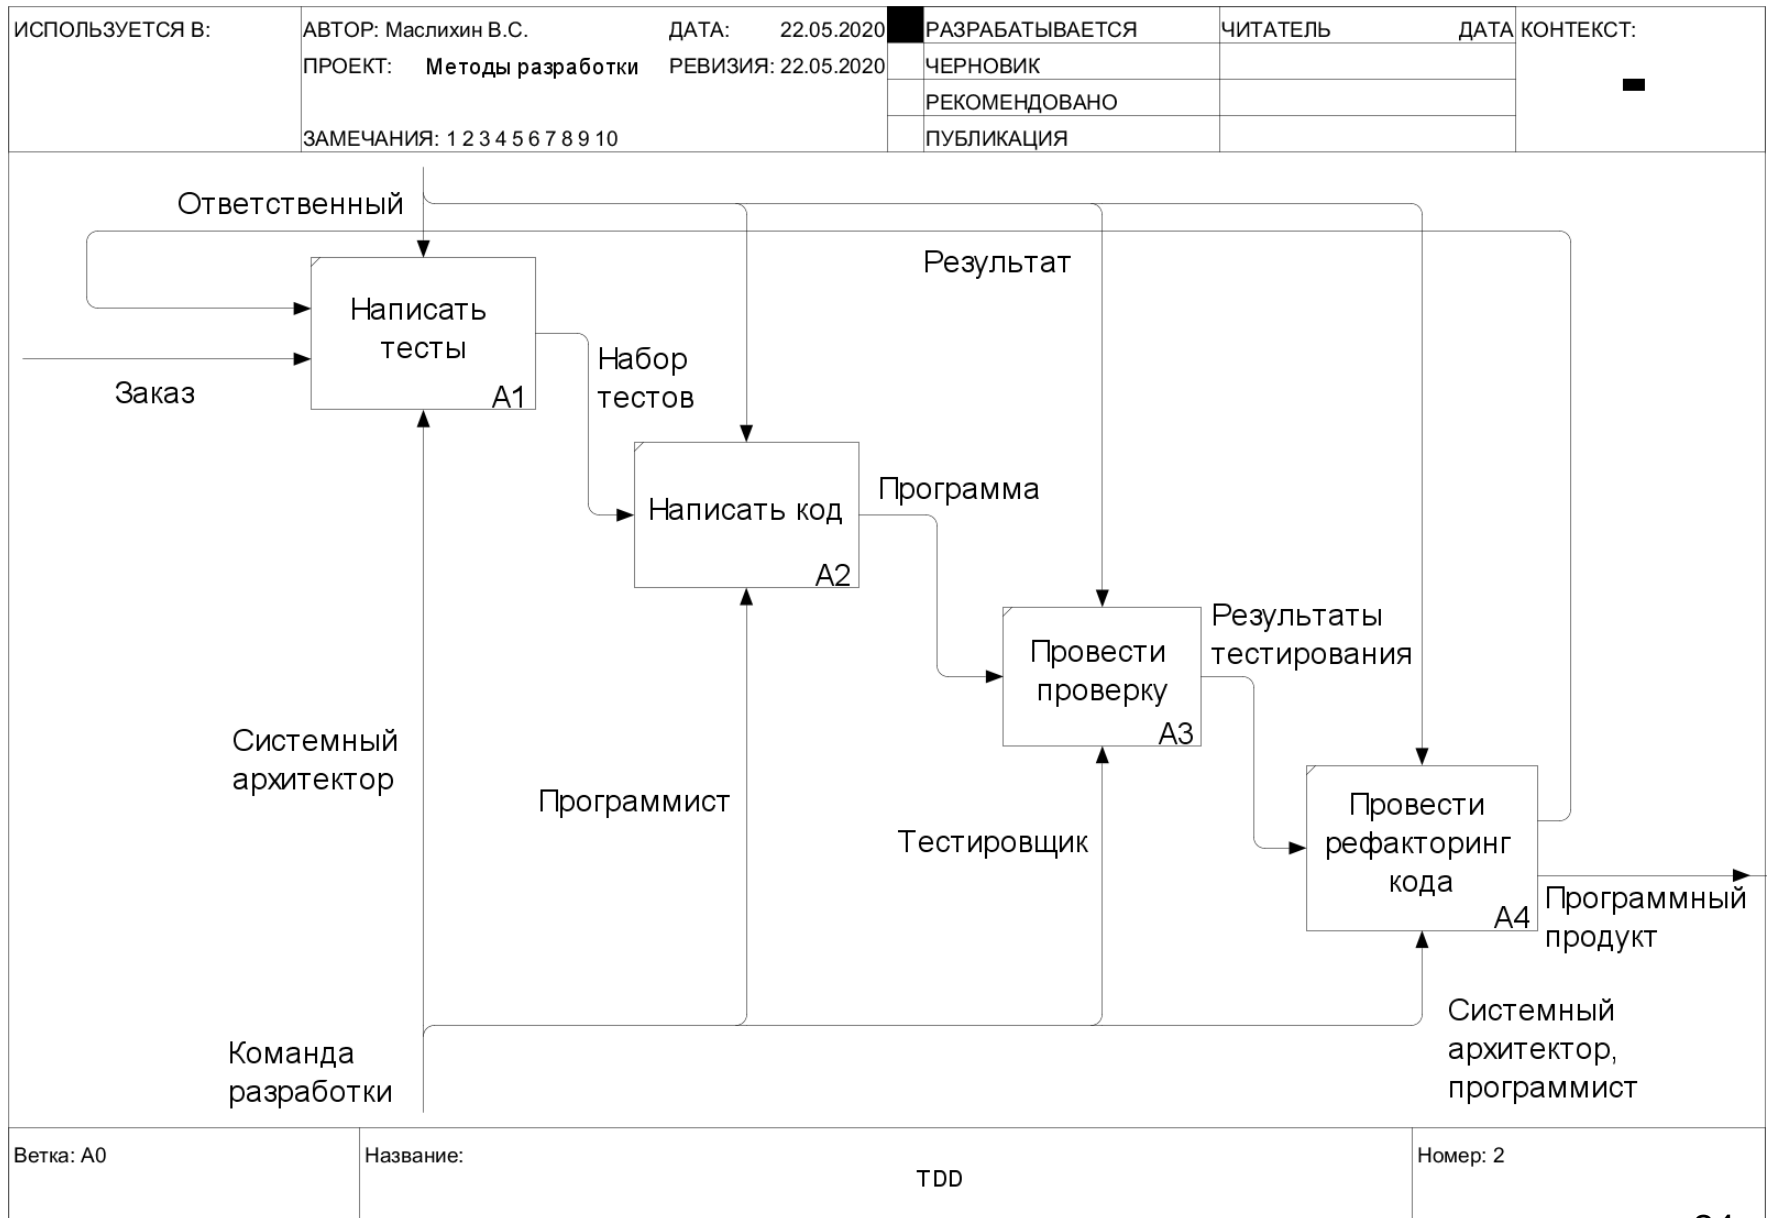 ИСПОЛЬЗУЕТСЯ В:
АВТОР: Маслихин В.С.
ДАТА: 22.05.2020
РАЗРАБАТЫВАЕТСЯ
ЧИТАТЕЛЬ
ДАТА
КОНТЕКСТ:
ПРОЕКТ: Методы разработки
РЕВИЗИЯ: 22.05.2020
ЧЕРНОВИК
РЕКОМЕНДОВАНО
ЗАМЕЧАНИЯ: 1 2 3 4 5 6 7 8 9 10
ПУБЛИКАЦИЯ
Ответственный
Результат
Написать
тесты
A1
Заказ
Набор
тестов
Написать код
A2
Программа
Провести
проверку
A3
Результаты
тестирования
Системный
архитектор
Программист
Тестировщик
Провести
рефакторинг
кода
A4
Программный
продукт
Системный
архитектор,
программист
Команда
разработки
Ветка: A0
Название:
TDD
Номер: 2